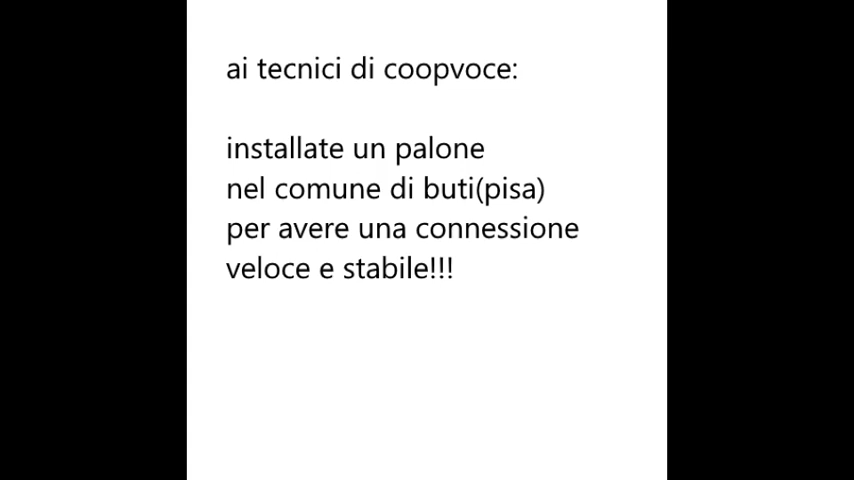 ai tecnici di coopvoce:
installate un palone
nel comune di buti(pisa)
per avere una connessione
veloce e stabile!!!